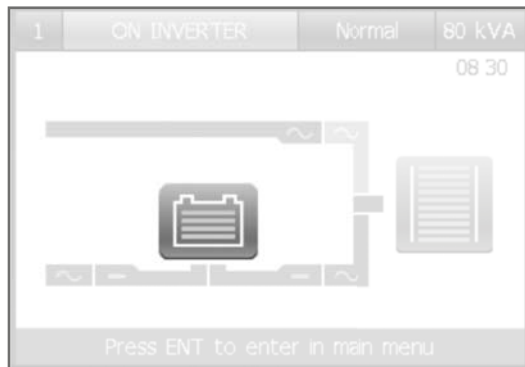 1 ON INVERTER Normal 80 kVA
08 30
Press ENT to enter in main menu